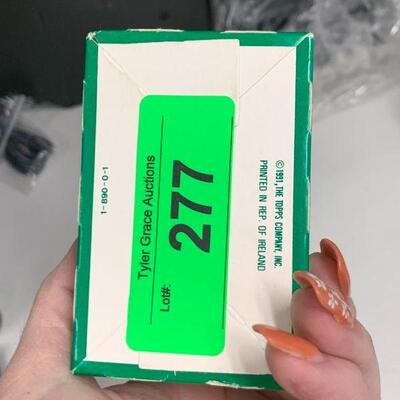 1-890-0-1
Tyler Grace Auctions
Lot#:
277
©1991, THE TOPPS COMPANY, INC.
PRINTED IN REP. OF IRELAND